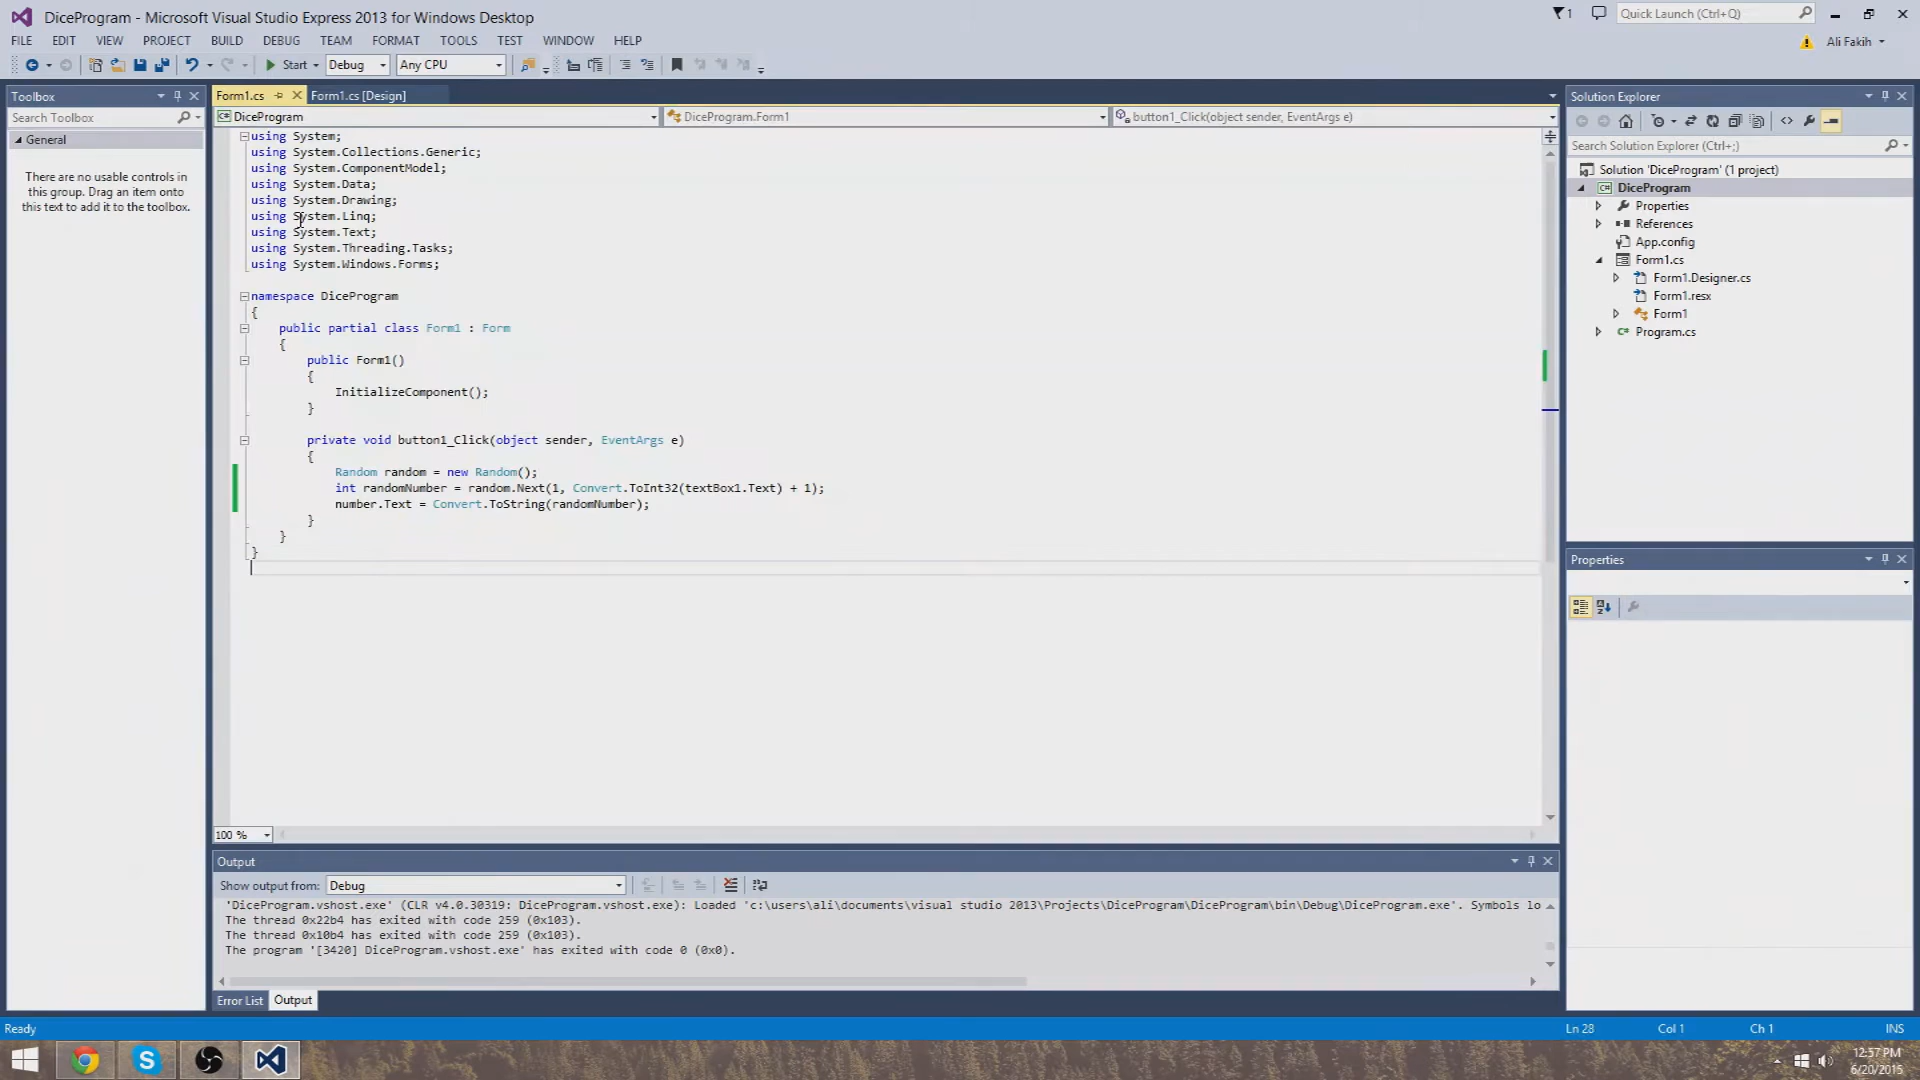 DiceProgram - Microsoft Visual Studio Express 2013 for Windows Desktop
1
Quick Launch (Ctrl+Q)
FILE EDIT VIEW PROJECT BUILD DEBUG TEAM FORMAT TOOLS TEST WINDOW HELP
Ali Fakih
Start Debug Any CPU
Toolbox
Search Toolbox
General
There are no usable controls in
this group. Drag an item onto
this text to add it to the toolbox.
Form1.cs Form1.cs [Design]
DiceProgram DiceProgram.Form1 button1_Click(object sender, EventArgs e)
using System;
using System.Collections.Generic;
using System.ComponentModel;
using System.Data;
using System.Drawing;
using System.Linq;
using System.Text;
using System.Threading.Tasks;
using System.Windows.Forms;
namespace DiceProgram
{
public partial class Form1 : Form
{
public Form1()
{
InitializeComponent();
}
private void button1_Click(object sender, EventArgs e)
{
Random random = new Random();
int randomNumber = random.Next(1, Convert.ToInt32(textBox1.Text) + 1);
number.Text = Convert.ToString(randomNumber);
}
}
}
100 %
Output
Show output from: Debug
'DiceProgram.vshost.exe' (CLR v4.0.30319: DiceProgram.vshost.exe): Loaded 'c:\users\ali\documents\visual studio 2013\Projects\DiceProgram\DiceProgram\bin\Debug\DiceProgram.exe'. Symbols lo
The thread 0x22b4 has exited with code 259 (0x103).
The thread 0x10b4 has exited with code 259 (0x103).
The program '[3420] DiceProgram.vshost.exe' has exited with code 0 (0x0).
Error List Output
Solution Explorer
Search Solution Explorer (Ctrl+;)
Solution 'DiceProgram' (1 project)
C# DiceProgram
Properties
References
App.config
Form1.cs
Form1.Designer.cs
Form1.resx
Form1
C# Program.cs
Properties
Ready Ln 28 Col 1 Ch 1 INS
12:57 PM
6/20/2015